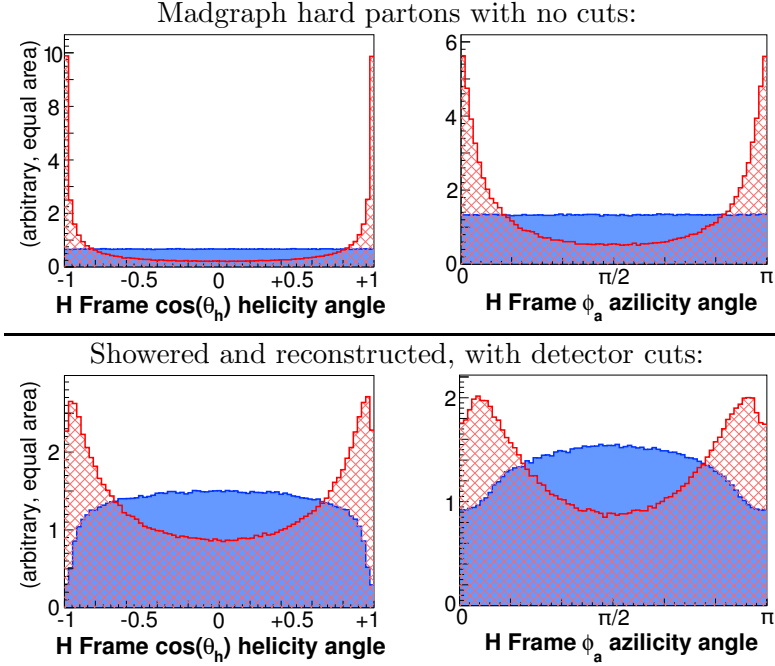 Madgraph hard partons with no cuts:
(arbitrary, equal area)
10
8
6
4
2
0
-1 -0.5 0 +0.5 +1
H Frame cos(θh) helicity angle
6
4
2
0
0 π/2 π
H Frame ϕa azilicity angle
Showered and reconstructed, with detector cuts:
(arbitrary, equal area)
2
1
0
-1 -0.5 0 +0.5 +1
H Frame cos(θh) helicity angle
2
1
0
0 π/2 π
H Frame ϕa azilicity angle